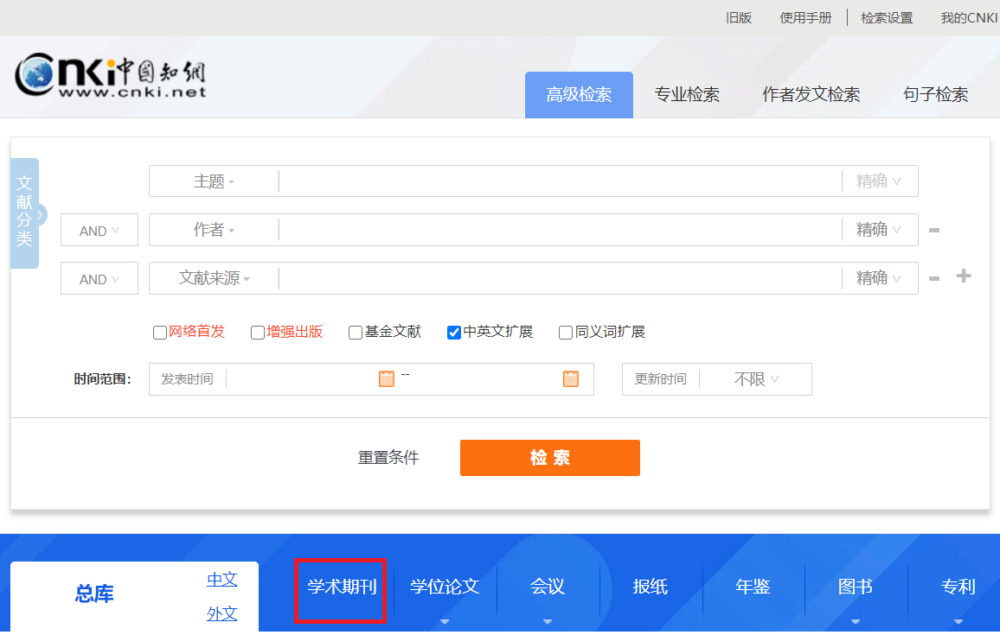 旧版 使用手册 检索设置 我的CNKI
cnki中国知網
www.cnki.net
高级检索 专业检索 作者发文检索 句子检索
文献分类
主题 精确
AND 作者 精确
AND 文献来源 精确
网络首发 增强出版 基金文献 中英文扩展 同义词扩展
时间范围： 发表时间 -- 更新时间 不限
重置条件 检 索
总库 中文 外文
学术期刊 学位论文 会议 报纸 年鉴 图书 专利